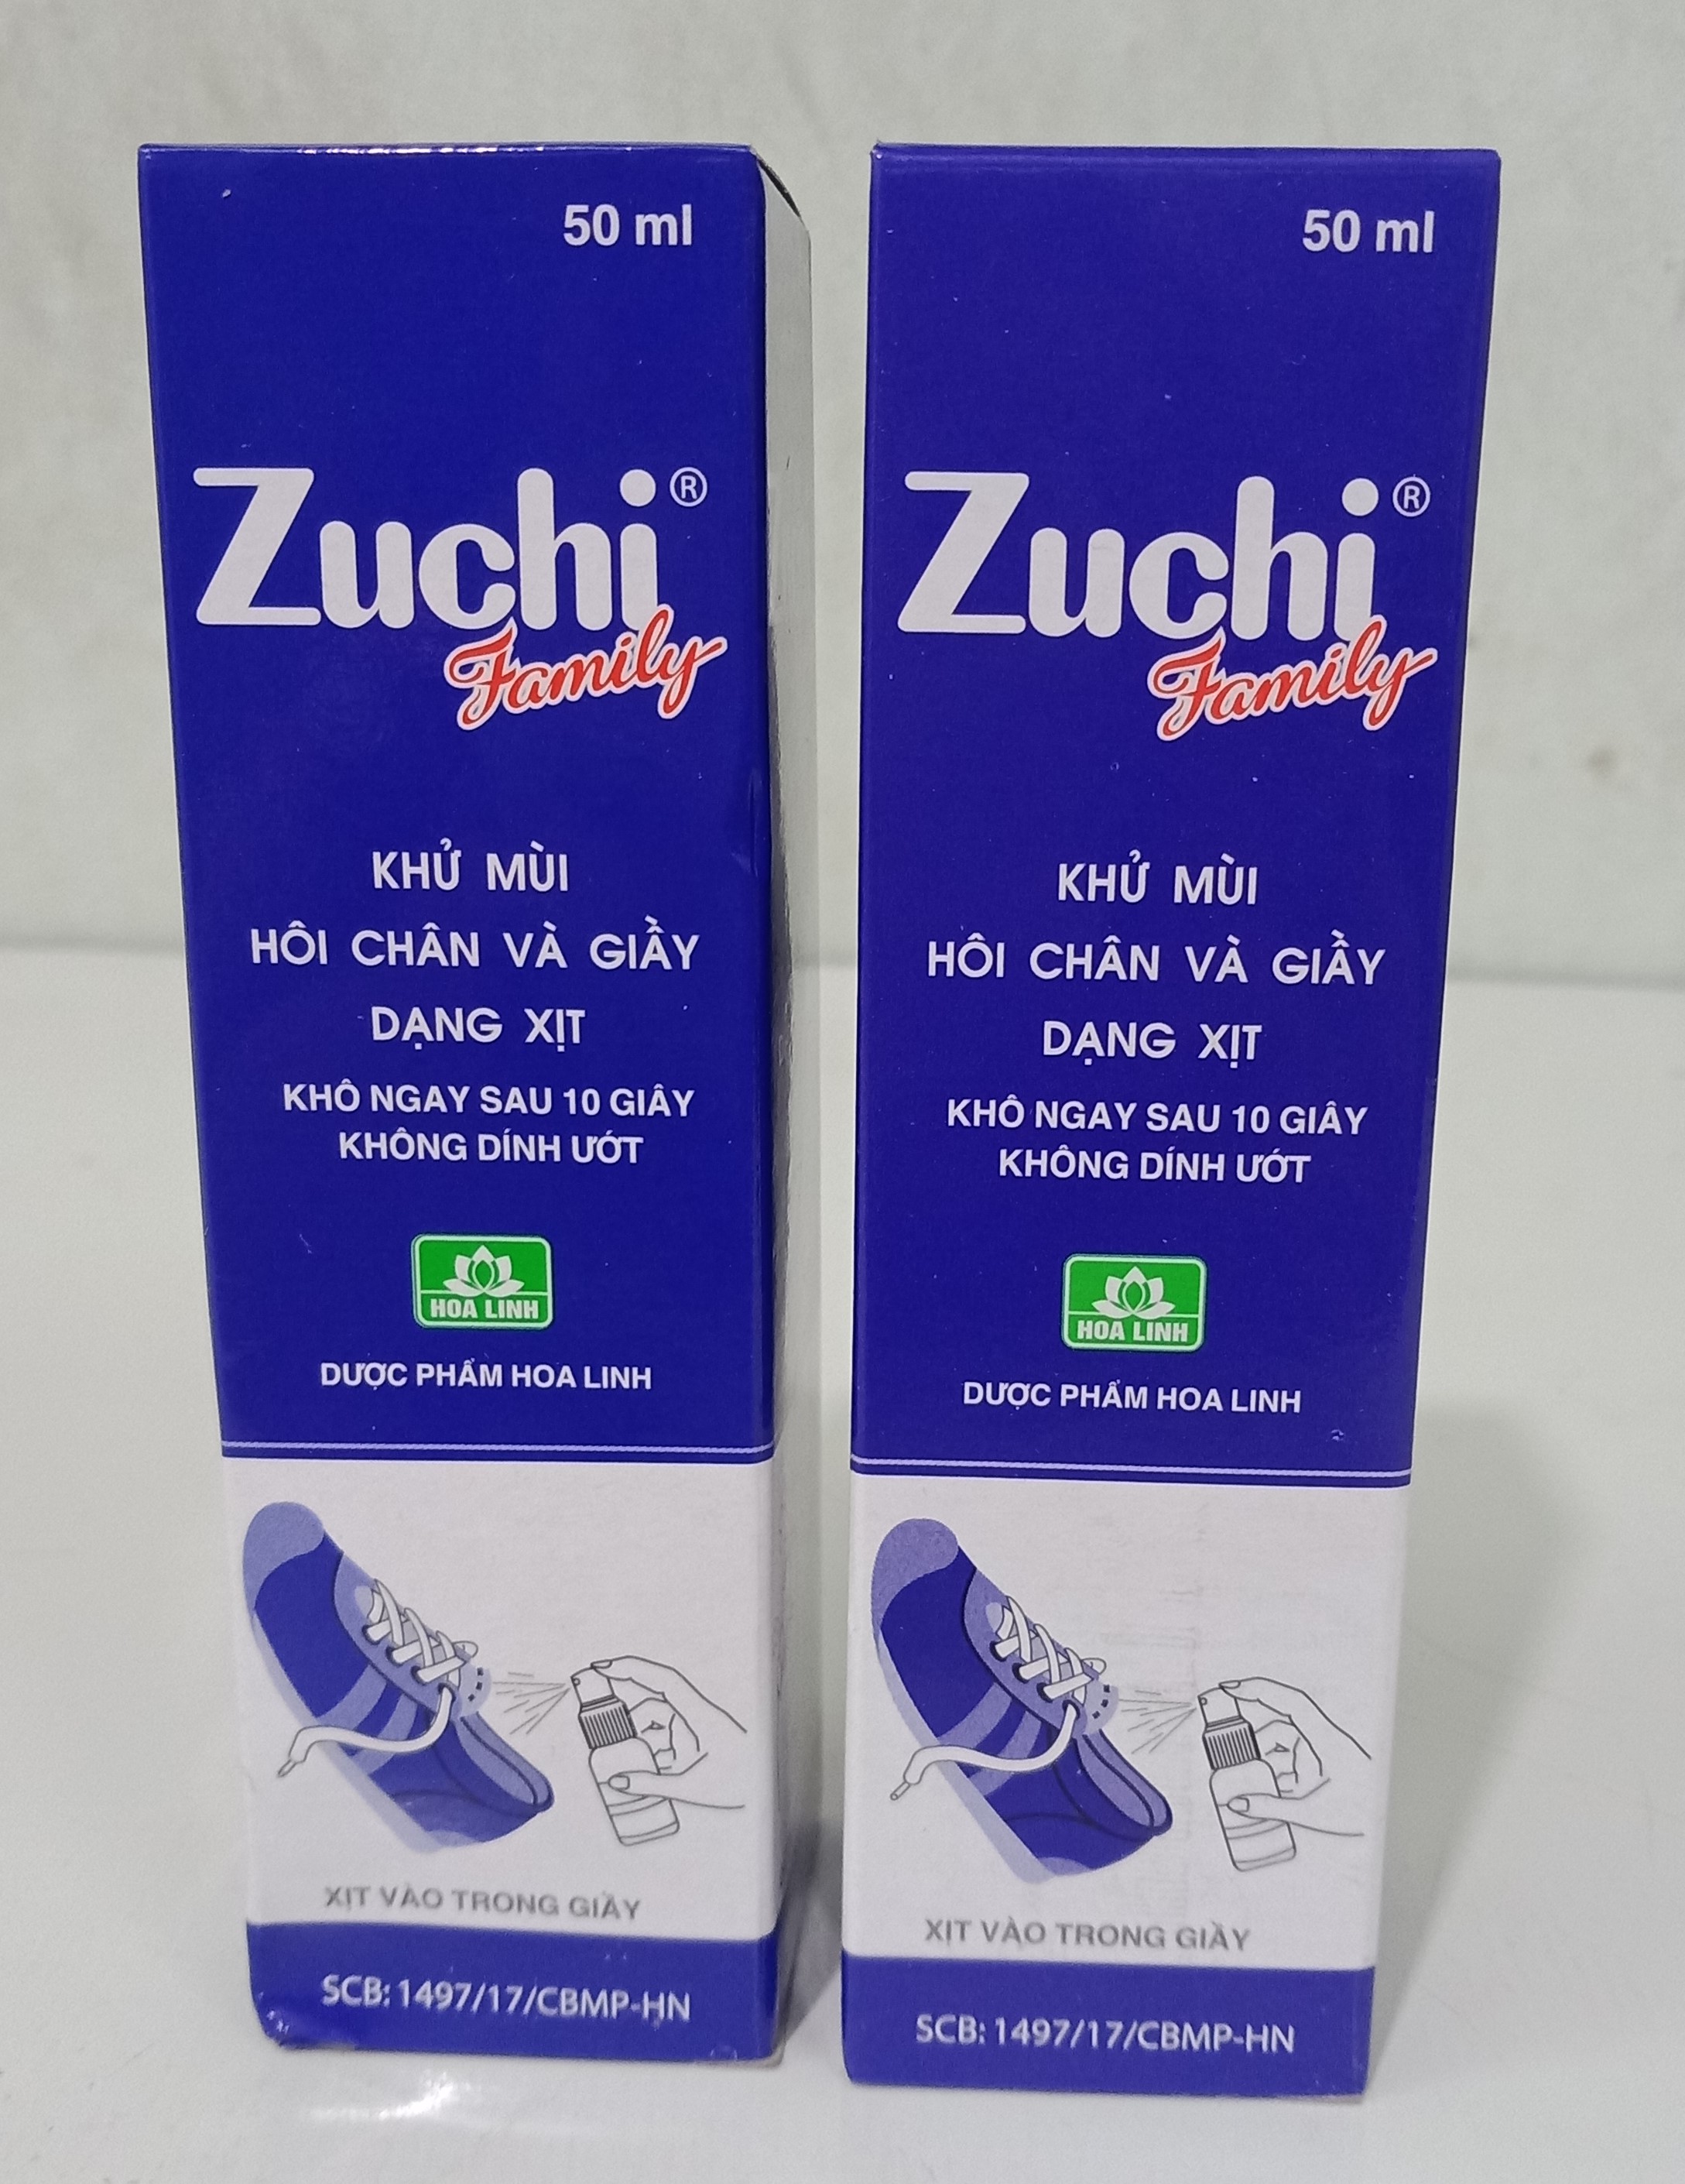 50 ml
Zuchi®
Family
KHỬ MÙI
HÔI CHÂN VÀ GIẦY
DẠNG XỊT
KHÔ NGAY SAU 10 GIÂY
KHÔNG DÍNH ƯỚT
HOA LINH
DƯỢC PHẨM HOA LINH
XỊT VÀO TRONG GIẦY
SCB: 1497/17/CBMP-HN
50 ml
Zuchi®
Family
KHỬ MÙI
HÔI CHÂN VÀ GIẦY
DẠNG XỊT
KHÔ NGAY SAU 10 GIÂY
KHÔNG DÍNH ƯỚT
HOA LINH
DƯỢC PHẨM HOA LINH
XỊT VÀO TRONG GIẦY
SCB: 1497/17/CBMP-HN